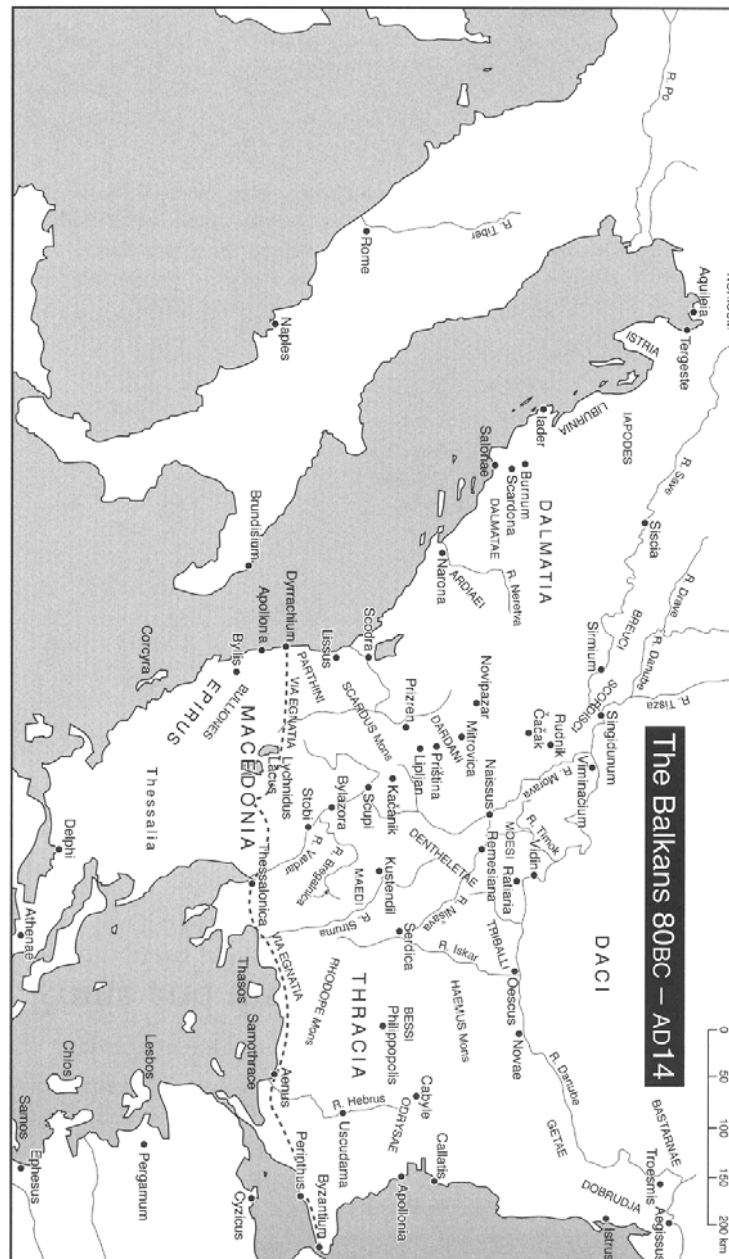 The Balkans 80BC – AD14
0
50
100
150
200 km
R. Po
R. Tiber
Rome
Naples
Brundisium
Aquileia
Tergeste
ISTRIA
LIBURNIA
IAPODES
Iader
Burnum
Scardona
Salonae
DALMATIA
DALMATAE
Narona
ARDIAEI
R. Neretva
R. Save
Siscia
R. Drave
R. Danube
R. Tisza
BREUCI
Sirmium
SCORDISCI
Singidunum
Viminacium
R. Morava
Rudnik
Čačak
Novipazar
Mitrovica
DARDANI
Priština
Lipljan
Prizren
Kačanik
Scupi
SCARDUS Mons
Scodra
Lissus
Dyrrachium
PARTHINI
VIA EGNATIA
Apollona
Byllis
BULLIONES
EPIRUS
Corcyra
MACEDONIA
Lychnidus
Lacus
Bylazora
Stobi
R. Vardar
R. Bregalnica
MAEDI
Kustendil
R. Struma
DENTHELETAE
Naissus
Remesiana
MOESI
R. Timok
Vidin
Ratiaria
DACI
TRIBALLI
R. Nisava
Serdica
R. Iskar
Oescus
Novae
HAEMUS Mons
R. Danube
GETAE
BASTARNAE
Troesmis
Aegissus
DOBRUDJA
Istrus
Callatis
Apollonia
Cabyle
ODRYSAE
BESSI
Philippopolis
THRACIA
RHODOPE Mons
R. Hebrus
Uscudama
Thessalonica
VIA EGNATIA
Aenus
Perinthus
Byzantium
Cyzicus
Thasos
Samothrace
Thessalia
Delphi
Athenae
Lesbos
Chios
Pergamum
Samos
Ephesus